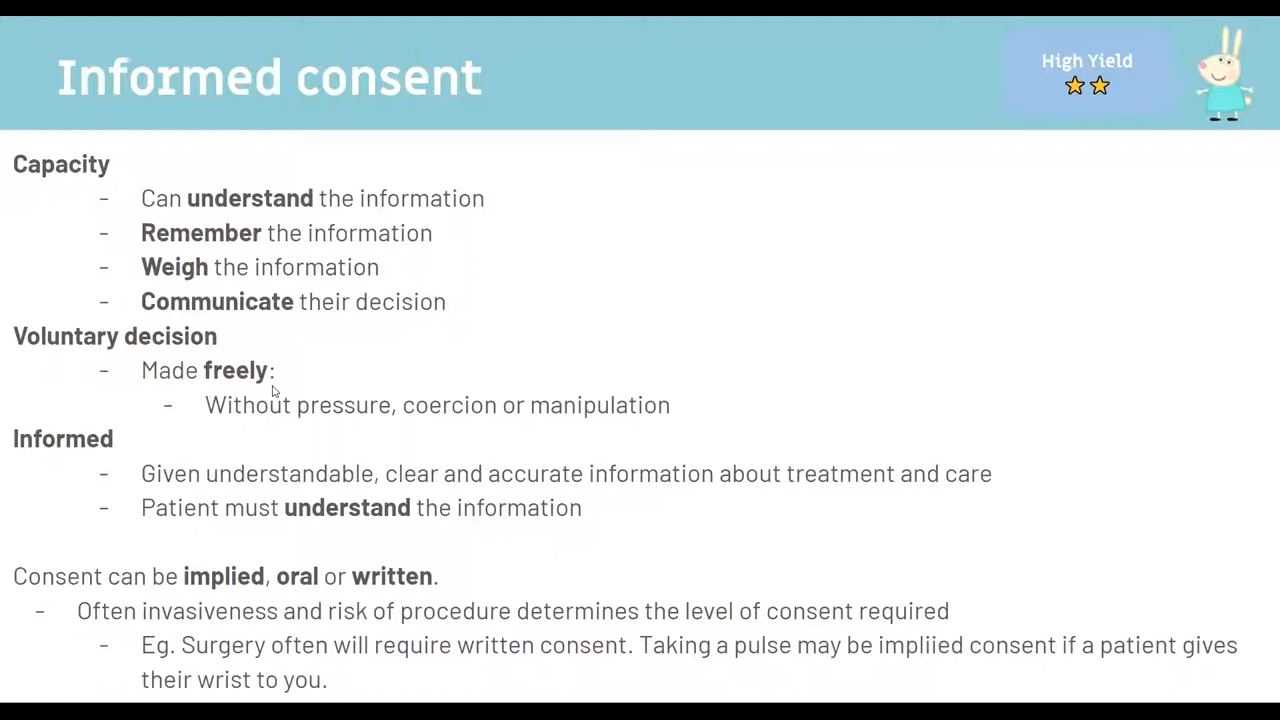 Informed consent
High Yield
Capacity
- Can understand the information
- Remember the information
- Weigh the information
- Communicate their decision
Voluntary decision
- Made freely:
- Without pressure, coercion or manipulation
Informed
- Given understandable, clear and accurate information about treatment and care
- Patient must understand the information
Consent can be implied, oral or written.
- Often invasiveness and risk of procedure determines the level of consent required
- Eg. Surgery often will require written consent. Taking a pulse may be impliied consent if a patient gives
their wrist to you.